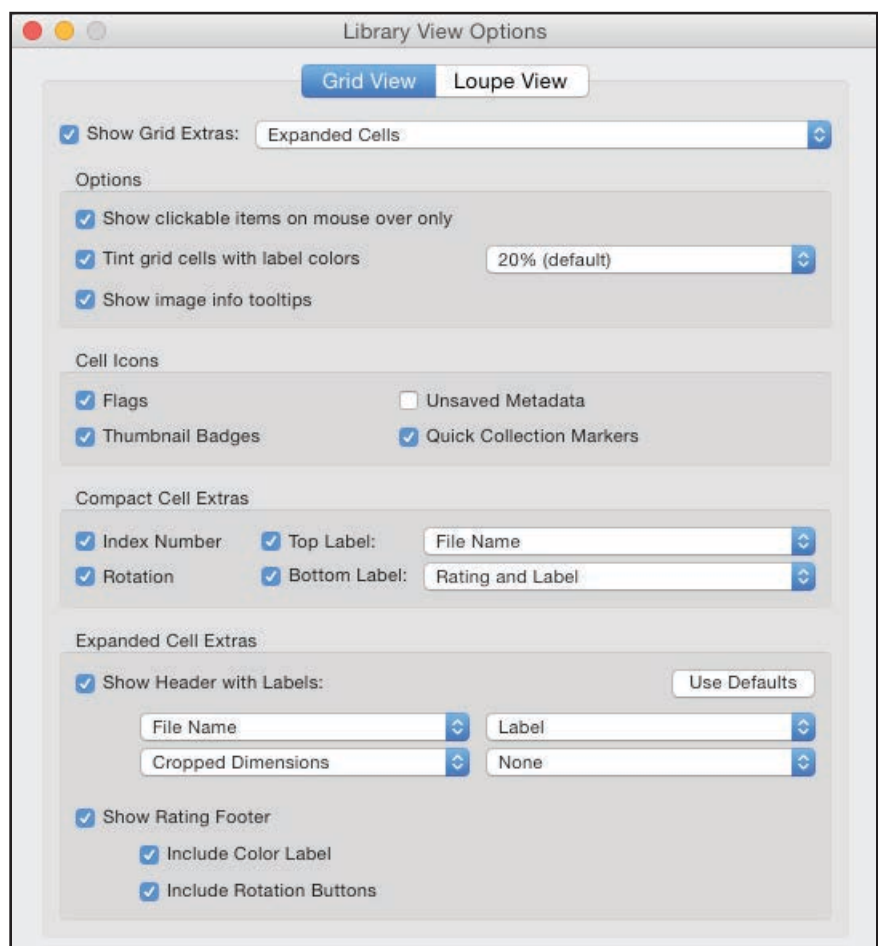 Library View Options
Grid View Loupe View
Show Grid Extras: Expanded Cells
Options
Show clickable items on mouse over only
Tint grid cells with label colors 20% (default)
Show image info tooltips
Cell Icons
Flags Unsaved Metadata
Thumbnail Badges Quick Collection Markers
Compact Cell Extras
Index Number Top Label: File Name
Rotation Bottom Label: Rating and Label
Expanded Cell Extras
Show Header with Labels: Use Defaults
File Name Label
Cropped Dimensions None
Show Rating Footer
Include Color Label
Include Rotation Buttons